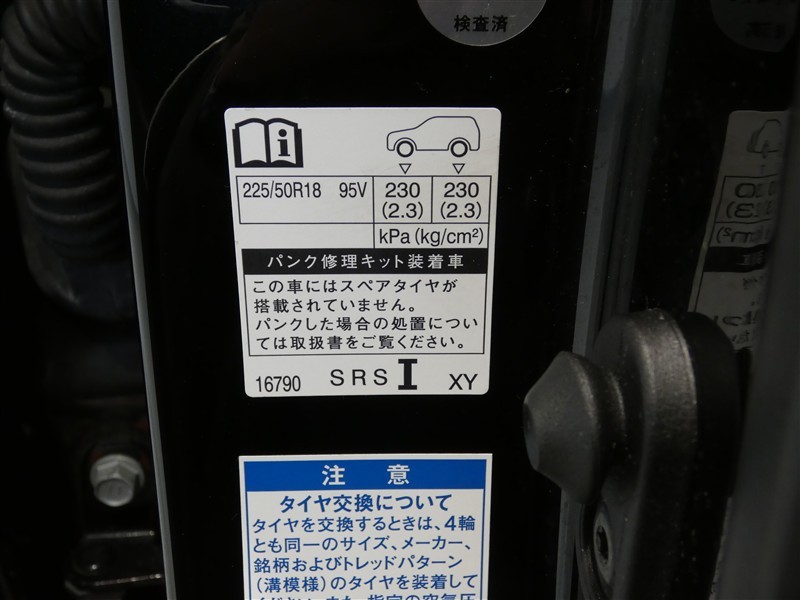 検査済
225/50R18 95V 230 230
(2.3) (2.3)
kPa (kg/cm²)
パンク修理キット装着車
この車にはスペアタイヤが
搭載されていません。
パンクした場合の処置につい
ては取扱書をご覧ください。
16790 SRS I XY
注 意
タイヤ交換について
タイヤを交換するときは、4輪
とも同一のサイズ、メーカー、
銘柄およびトレッドパターン
(溝模様)のタイヤを装着して